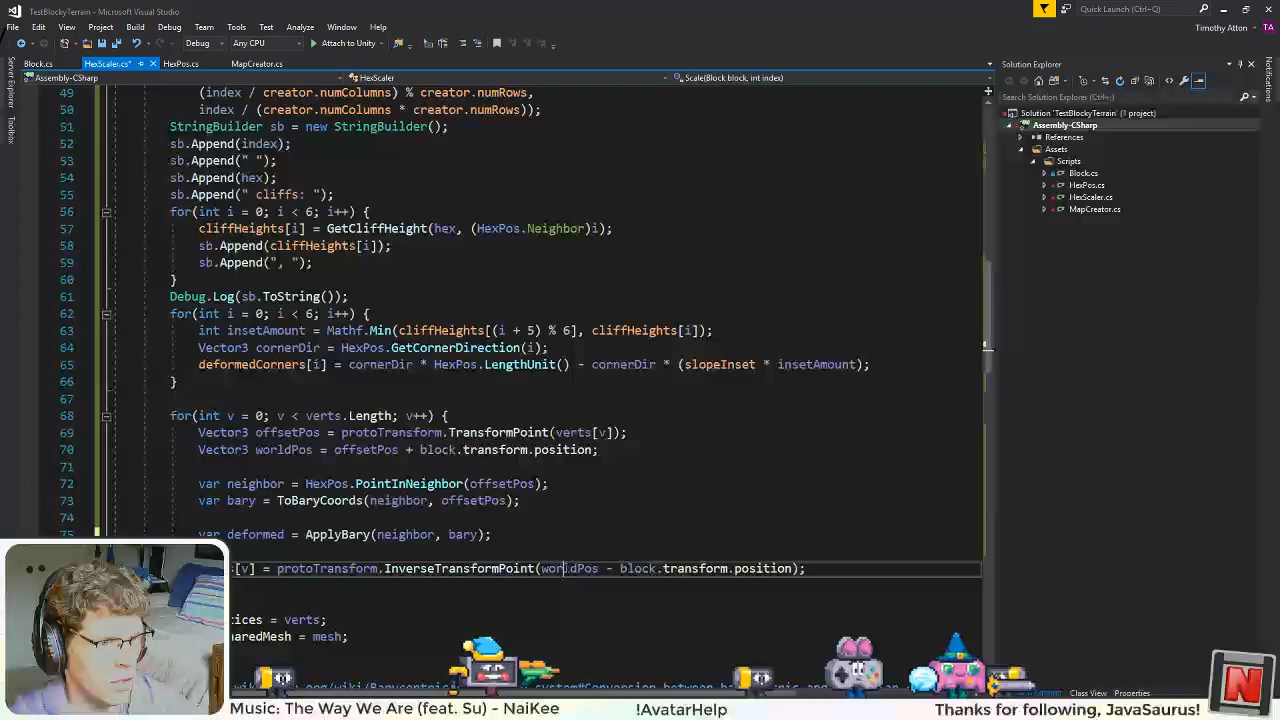 TestBlockyTerrain - Microsoft Visual Studio
Quick Launch (Ctrl+Q)
File Edit View Project Build Debug Team Tools Test Analyze Window Help
Timothy Atton TA
Debug Any CPU Attach to Unity
Block.cs HexScaler.cs* HexPos.cs MapCreator.cs
Assembly-CSharp HexScaler Scale(Block block, int index)
Server Explorer
Toolbox
49 (index / creator.numColumns) % creator.numRows,
50 index / (creator.numColumns * creator.numRows));
51 StringBuilder sb = new StringBuilder();
52 sb.Append(index);
53 sb.Append(" ");
54 sb.Append(hex);
55 sb.Append(" cliffs: ");
56 for(int i = 0; i < 6; i++) {
57 cliffHeights[i] = GetCliffHeight(hex, (HexPos.Neighbor)i);
58 sb.Append(cliffHeights[i]);
59 sb.Append(", ");
60 }
61 Debug.Log(sb.ToString());
62 for(int i = 0; i < 6; i++) {
63 int insetAmount = Mathf.Min(cliffHeights[(i + 5) % 6], cliffHeights[i]);
64 Vector3 cornerDir = HexPos.GetCornerDirection(i);
65 deformedCorners[i] = cornerDir * HexPos.LengthUnit() - cornerDir * (slopeInset * insetAmount);
66 }
67
68 for(int v = 0; v < verts.Length; v++) {
69 Vector3 offsetPos = protoTransform.TransformPoint(verts[v]);
70 Vector3 worldPos = offsetPos + block.transform.position;
71
72 var neighbor = HexPos.PointInNeighbor(offsetPos);
73 var bary = ToBaryCoords(neighbor, offsetPos);
74
75 var deformed = ApplyBary(neighbor, bary);
[v] = protoTransform.InverseTransformPoint(worldPos - block.transform.position);
ices = verts;
aredMesh = mesh;
Solution Explorer
Search Solution Explorer (Ctrl+;)
Solution 'TestBlockyTerrain' (1 project)
Assembly-CSharp
References
Assets
Scripts
Block.cs
HexPos.cs
HexScaler.cs
MapCreator.cs
Class View Properties
Music: The Way We Are (feat. Su) - NaiKee
!AvatarHelp
Thanks for following, JavaSaurus!
N